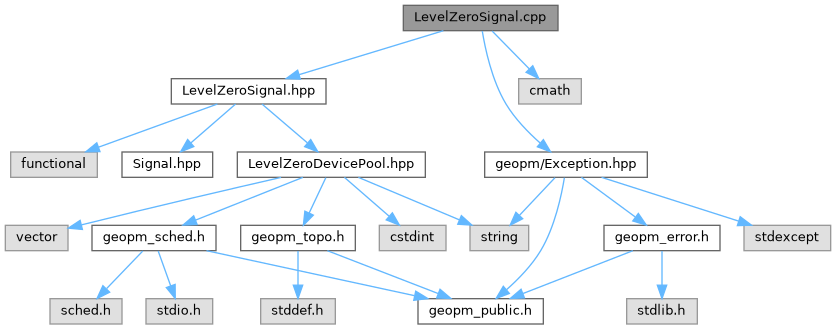 LevelZeroSignal.cpp
LevelZeroSignal.hpp
cmath
functional
Signal.hpp
LevelZeroDevicePool.hpp
geopm/Exception.hpp
vector
geopm_sched.h
geopm_topo.h
cstdint
string
geopm_error.h
stdexcept
sched.h
stdio.h
stddef.h
geopm_public.h
stdlib.h